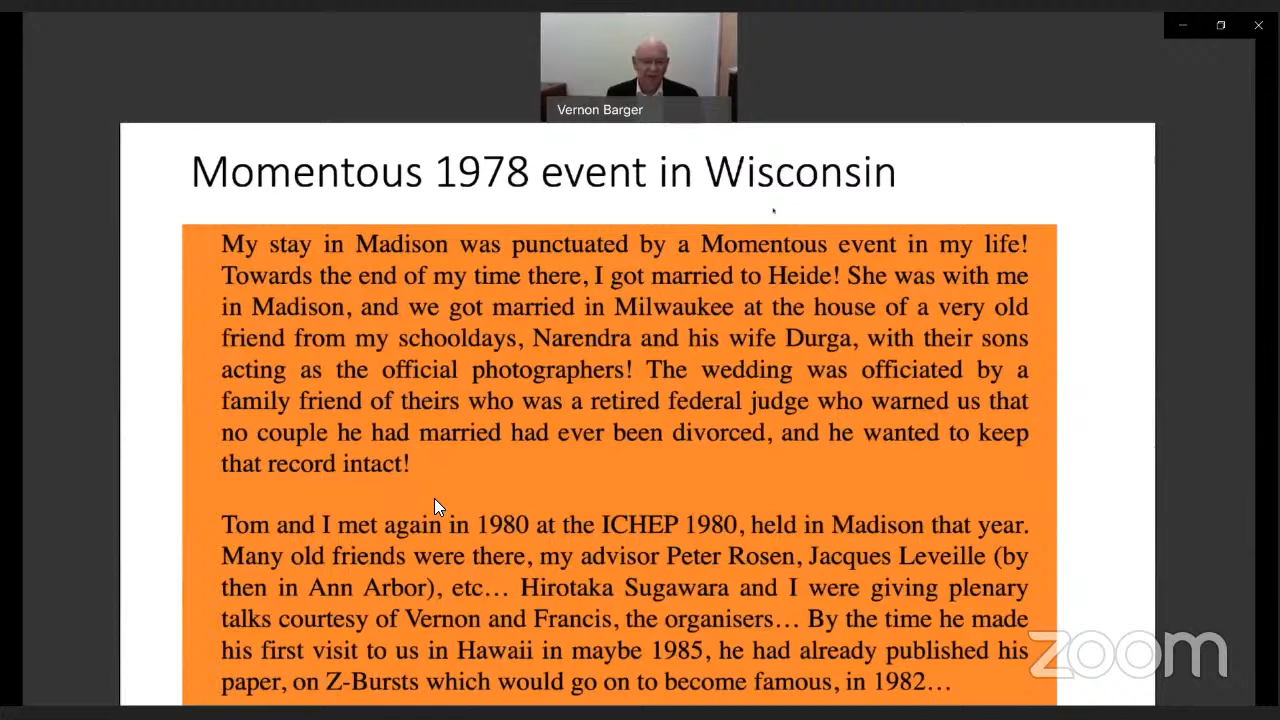 Vernon Barger
Momentous 1978 event in Wisconsin
My stay in Madison was punctuated by a Momentous event in my life!
Towards the end of my time there, I got married to Heide! She was with me
in Madison, and we got married in Milwaukee at the house of a very old
friend from my schooldays, Narendra and his wife Durga, with their sons
acting as the official photographers! The wedding was officiated by a
family friend of theirs who was a retired federal judge who warned us that
no couple he had married had ever been divorced, and he wanted to keep
that record intact!
Tom and I met again in 1980 at the ICHEP 1980, held in Madison that year.
Many old friends were there, my advisor Peter Rosen, Jacques Leveille (by
then in Ann Arbor), etc… Hirotaka Sugawara and I were giving plenary
talks courtesy of Vernon and Francis, the organisers… By the time he made
his first visit to us in Hawaii in maybe 1985, he had already published his
paper, on Z-Bursts which would go on to become famous, in 1982…
zoom